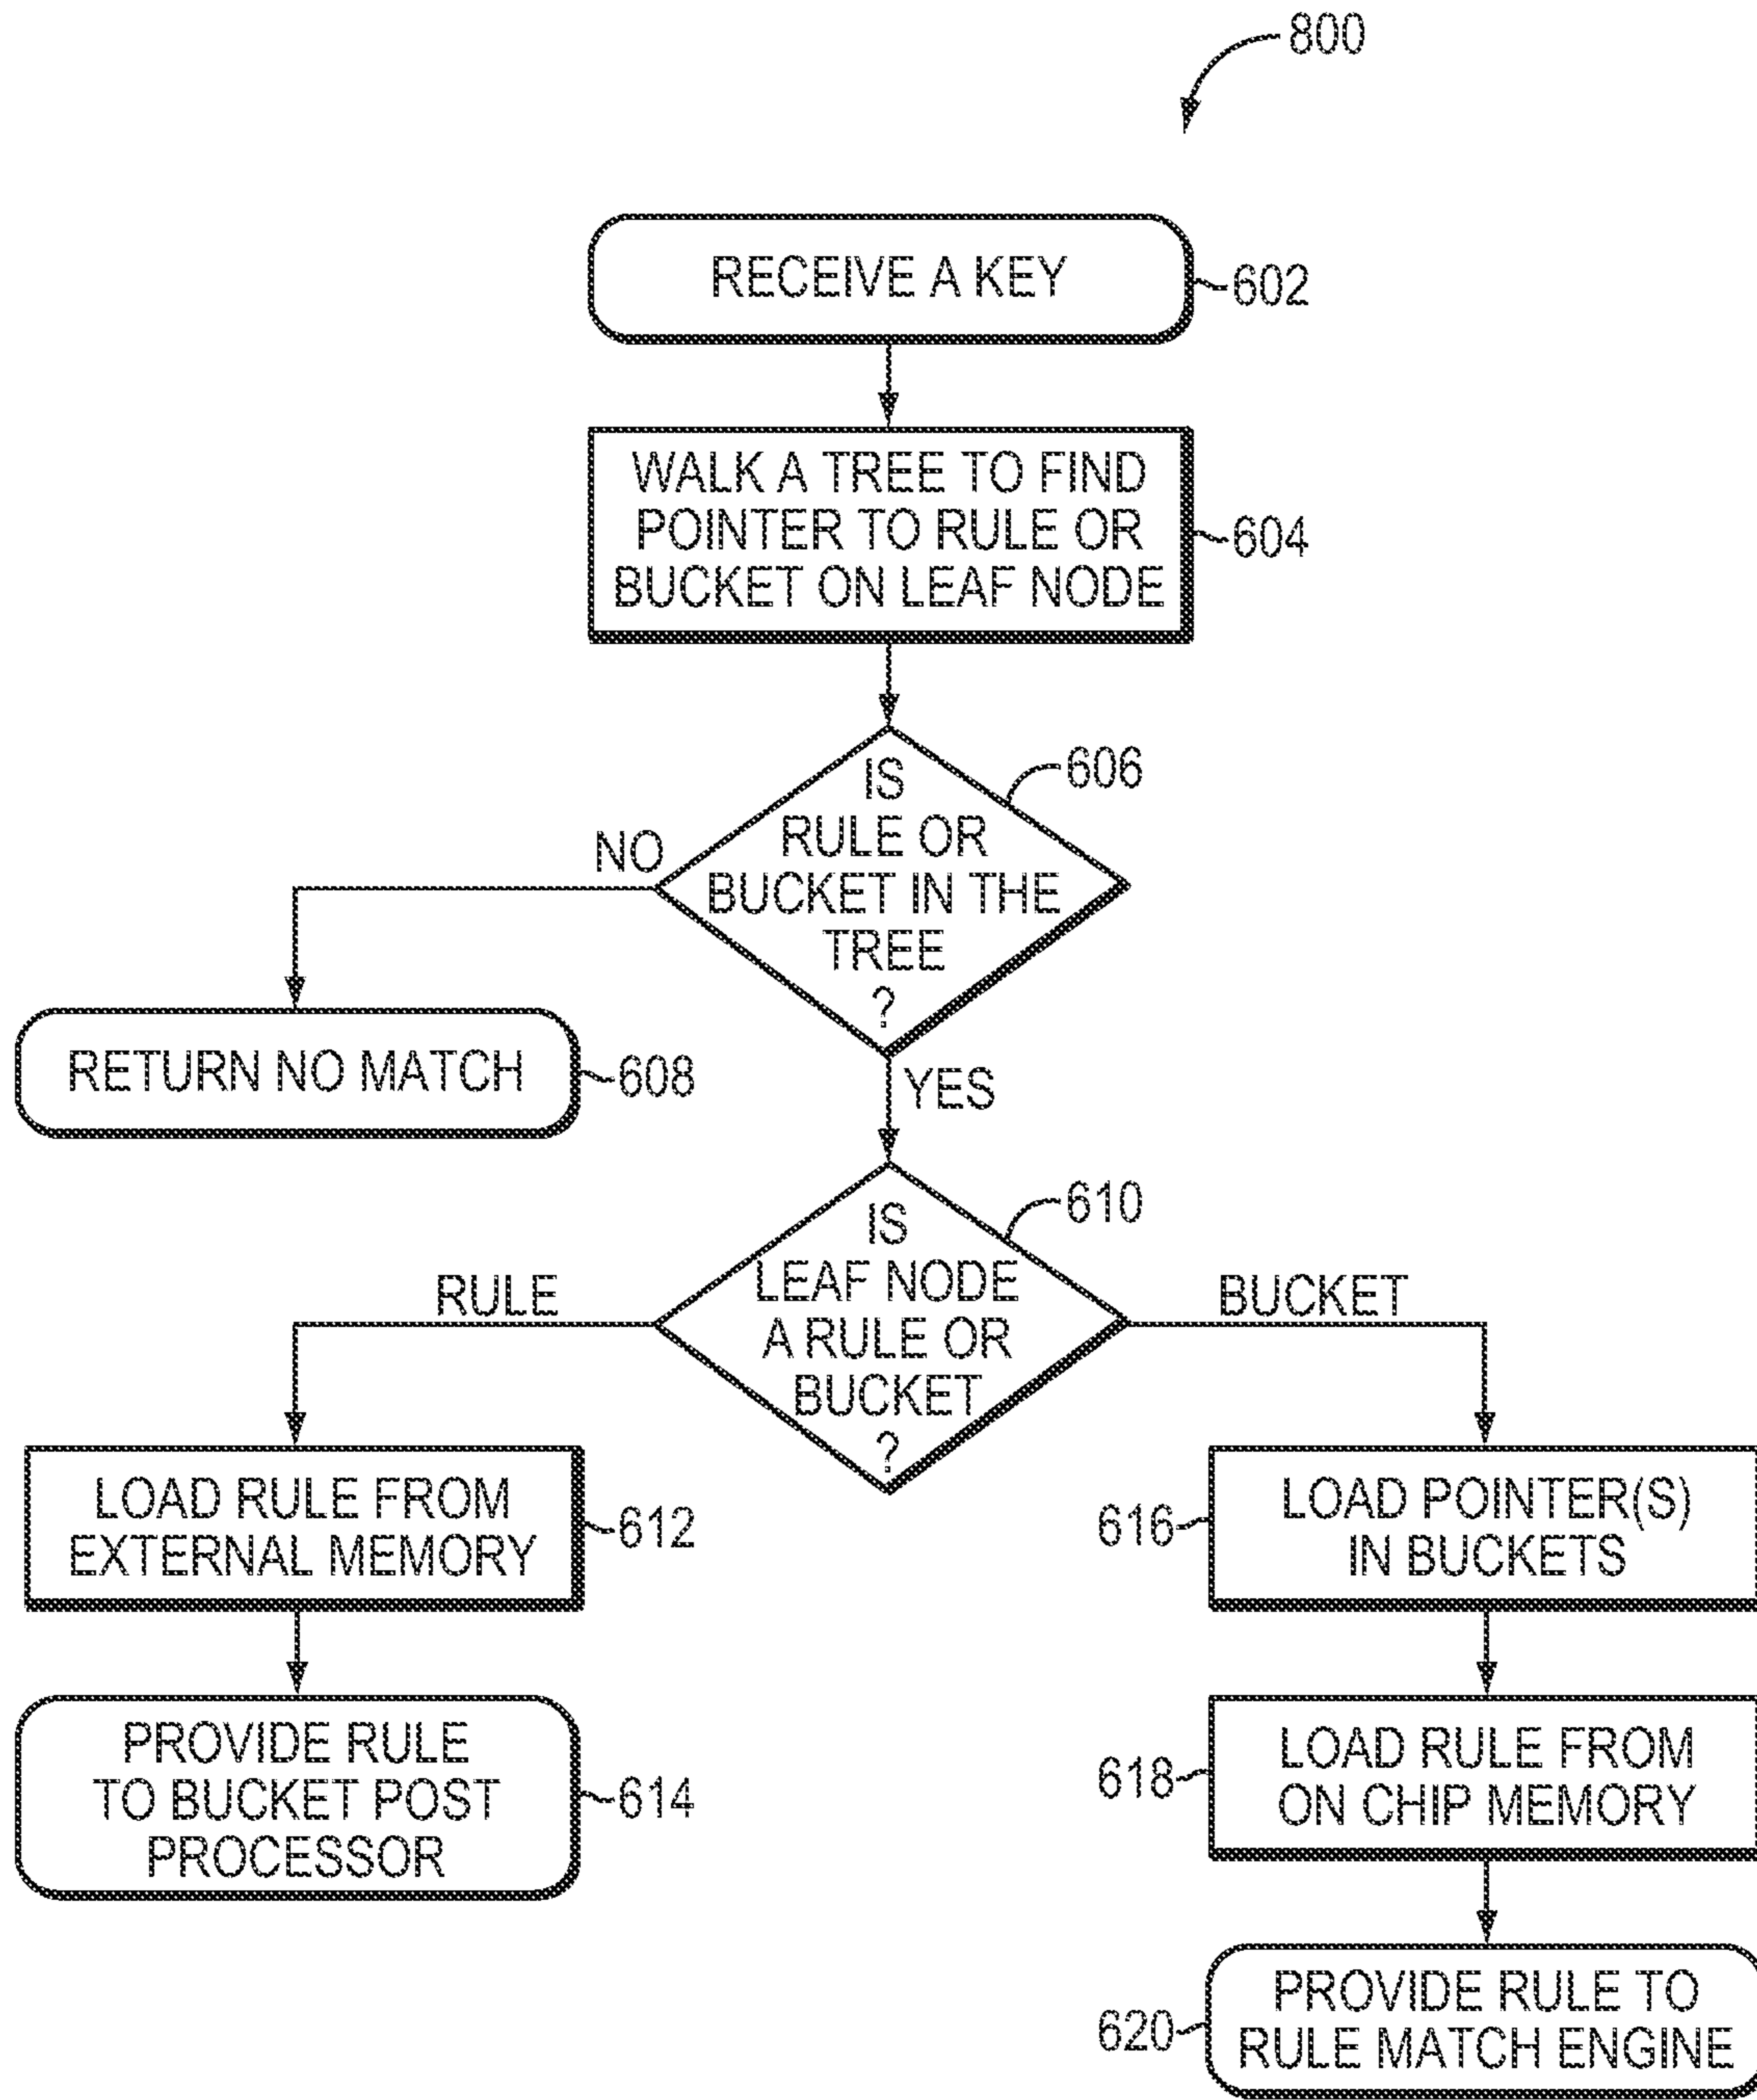 800
RECEIVE A KEY
602
WALK A TREE TO FIND
POINTER TO RULE OR
BUCKET ON LEAF NODE
604
IS
RULE OR
BUCKET IN THE
TREE
?
606
NO
RETURN NO MATCH
608
YES
IS
LEAF NODE
A RULE OR
BUCKET
?
610
RULE
BUCKET
LOAD RULE FROM
EXTERNAL MEMORY
612
PROVIDE RULE
TO BUCKET POST
PROCESSOR
614
616
LOAD POINTER(S)
IN BUCKETS
618
LOAD RULE FROM
ON CHIP MEMORY
620
PROVIDE RULE TO
RULE MATCH ENGINE